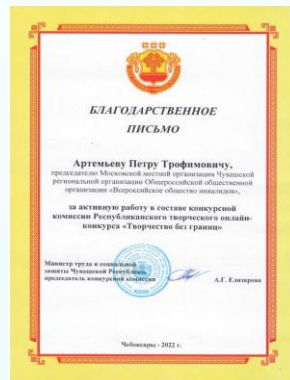 БЛАГОДАРСТВЕННОЕ
ПИСЬМО
Артемьеву Петру Трофимовичу,
председателю Московской местной организации Чувашской
региональной организации Общероссийской общественной
организации «Всероссийское общество инвалидов»,
за активную работу в составе конкурсной
комиссии Республиканского творческого онлайн-
конкурса «Творчество без границ»
Министр труда и социальной
защиты Чувашской Республики,
председатель конкурсной комиссии
А.Г. Елизарова
Чебоксары - 2022 г.